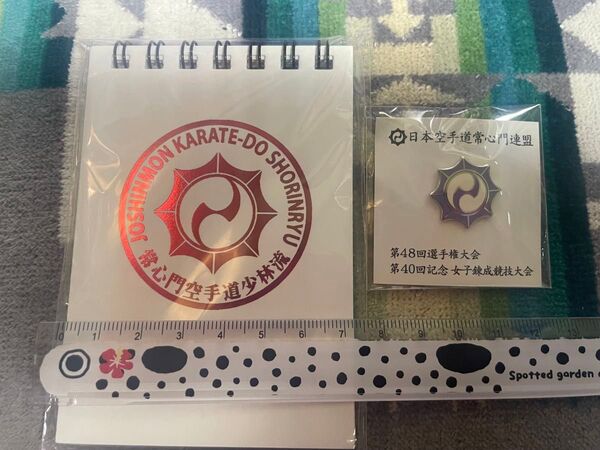 JOSHINMON KARATE-DO SHORINRYU
常心門空手道少林流
日本空手道常心門連盟
第48回選手権大会
第40回記念 女子錬成競技大会
0 1 2 3 4 5 6 7 8 9 10 11 12 13
Spotted garden